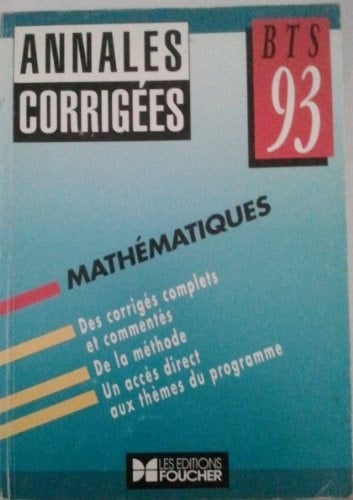 ANNALES
CORRIGÉES
BTS
93
MATHÉMATIQUES
Des corrigés complets
et commentés
De la méthode
Un accès direct
aux thèmes du programme
LES EDITIONS
FOUCHER